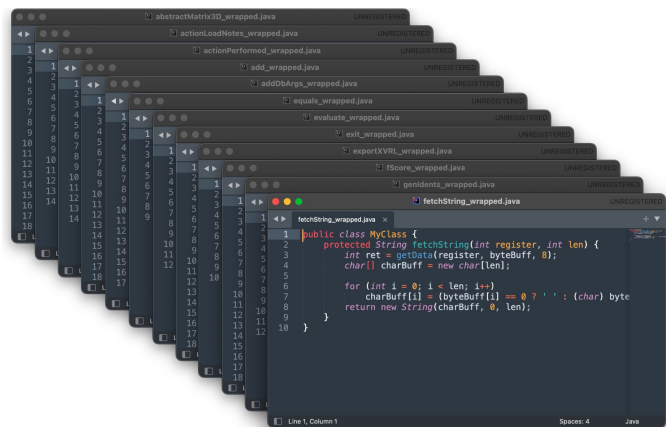 abstractMatrix3D_wrapped.java UNREGISTERED
actionLoadNotes_wrapped.java UNREGISTERED
actionPerformed_wrapped.java UNREGISTERED
add_wrapped.java UNREGISTERED
addDbArgs_wrapped.java UNREGISTERED
equals_wrapped.java UNREGISTERED
evaluate_wrapped.java UNREGISTERED
exit_wrapped.java UNREGISTERED
exportXVRL_wrapped.java UNREGISTERED
fScore_wrapped.java UNREGISTERED
genIdents_wrapped.java UNREGISTERED
fetchString_wrapped.java UNREGISTERED
fetchString_wrapped.java ×
1 public class MyClass {
2 protected String fetchString(int register, int len) {
3 int ret = getData(register, byteBuff, 8);
4 char[] charBuff = new char[len];
5
6 for (int i = 0; i < len; i++)
7 charBuff[i] = (byteBuff[i] == 0 ? ' ' : (char) byte
8 return new String(charBuff, 0, len);
9 }
10 }
Line 1, Column 1 Spaces: 4 Java